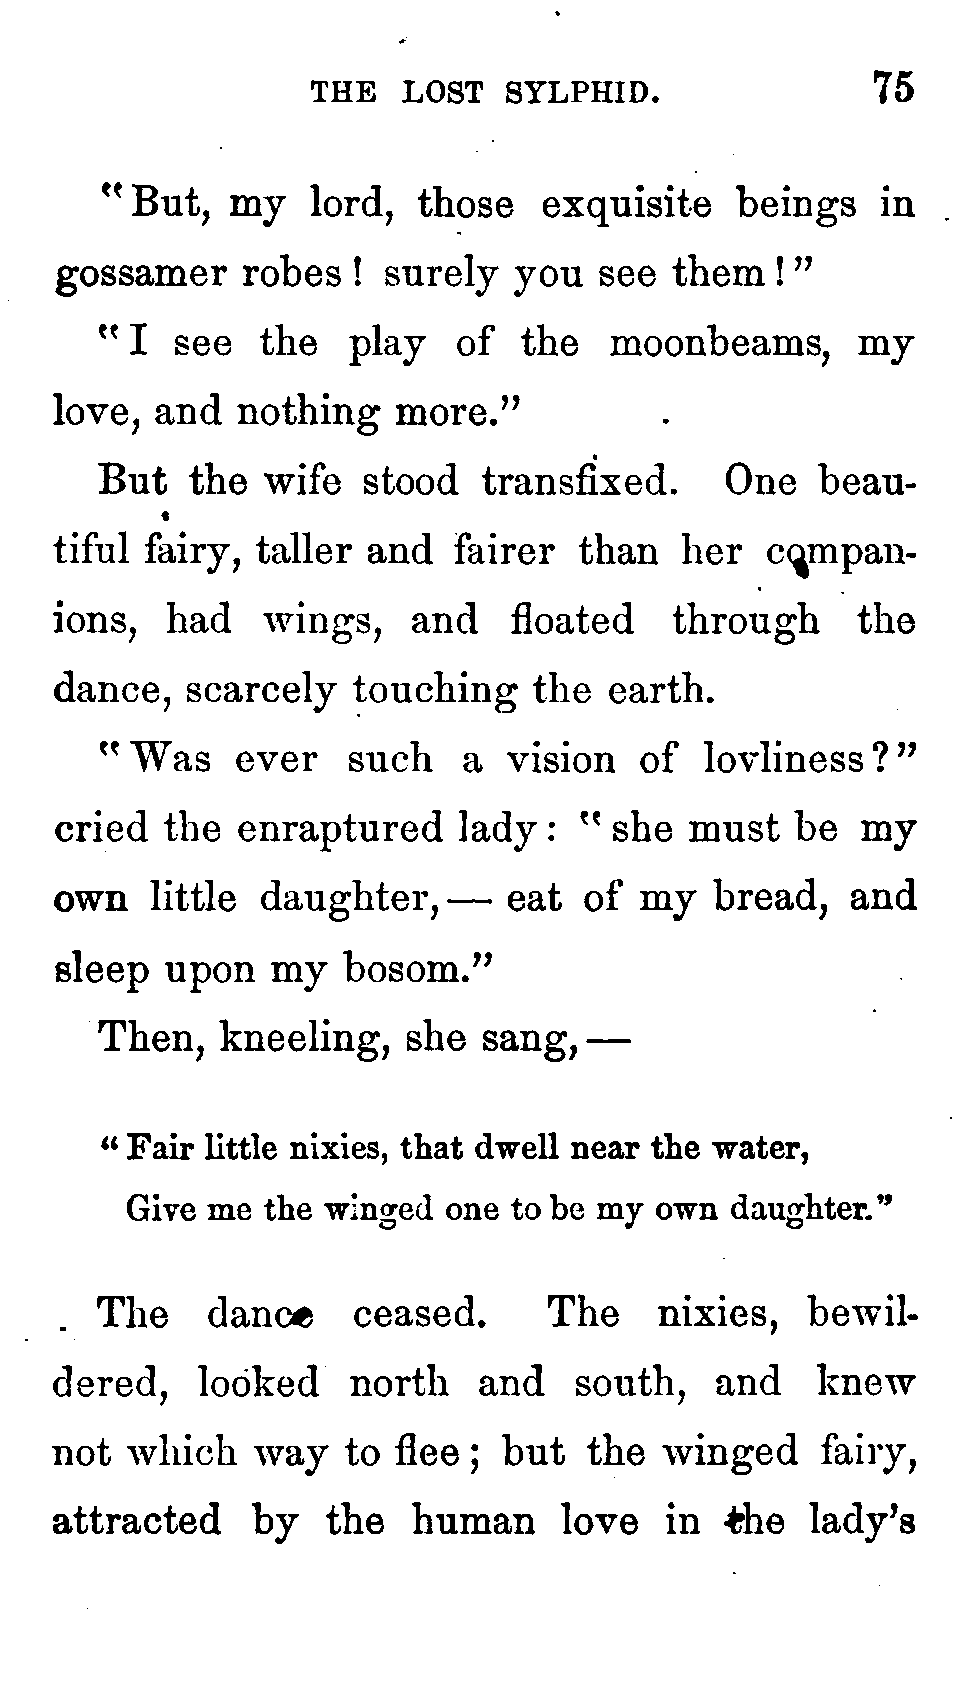 THE LOST SYLPHID. 75
"But, my lord, those exquisite beings in
gossamer robes! surely you see them!"
"I see the play of the moonbeams, my
love, and nothing more."
But the wife stood transfixed. One beau-
tiful fairy, taller and fairer than her compan-
ions, had wings, and floated through the
dance, scarcely touching the earth.
"Was ever such a vision of lovliness?"
cried the enraptured lady: "she must be my
own little daughter,— eat of my bread, and
sleep upon my bosom."
Then, kneeling, she sang,—
"Fair little nixies, that dwell near the water,
Give me the winged one to be my own daughter."
The dance ceased. The nixies, bewil-
dered, looked north and south, and knew
not which way to flee; but the winged fairy,
attracted by the human love in the lady's